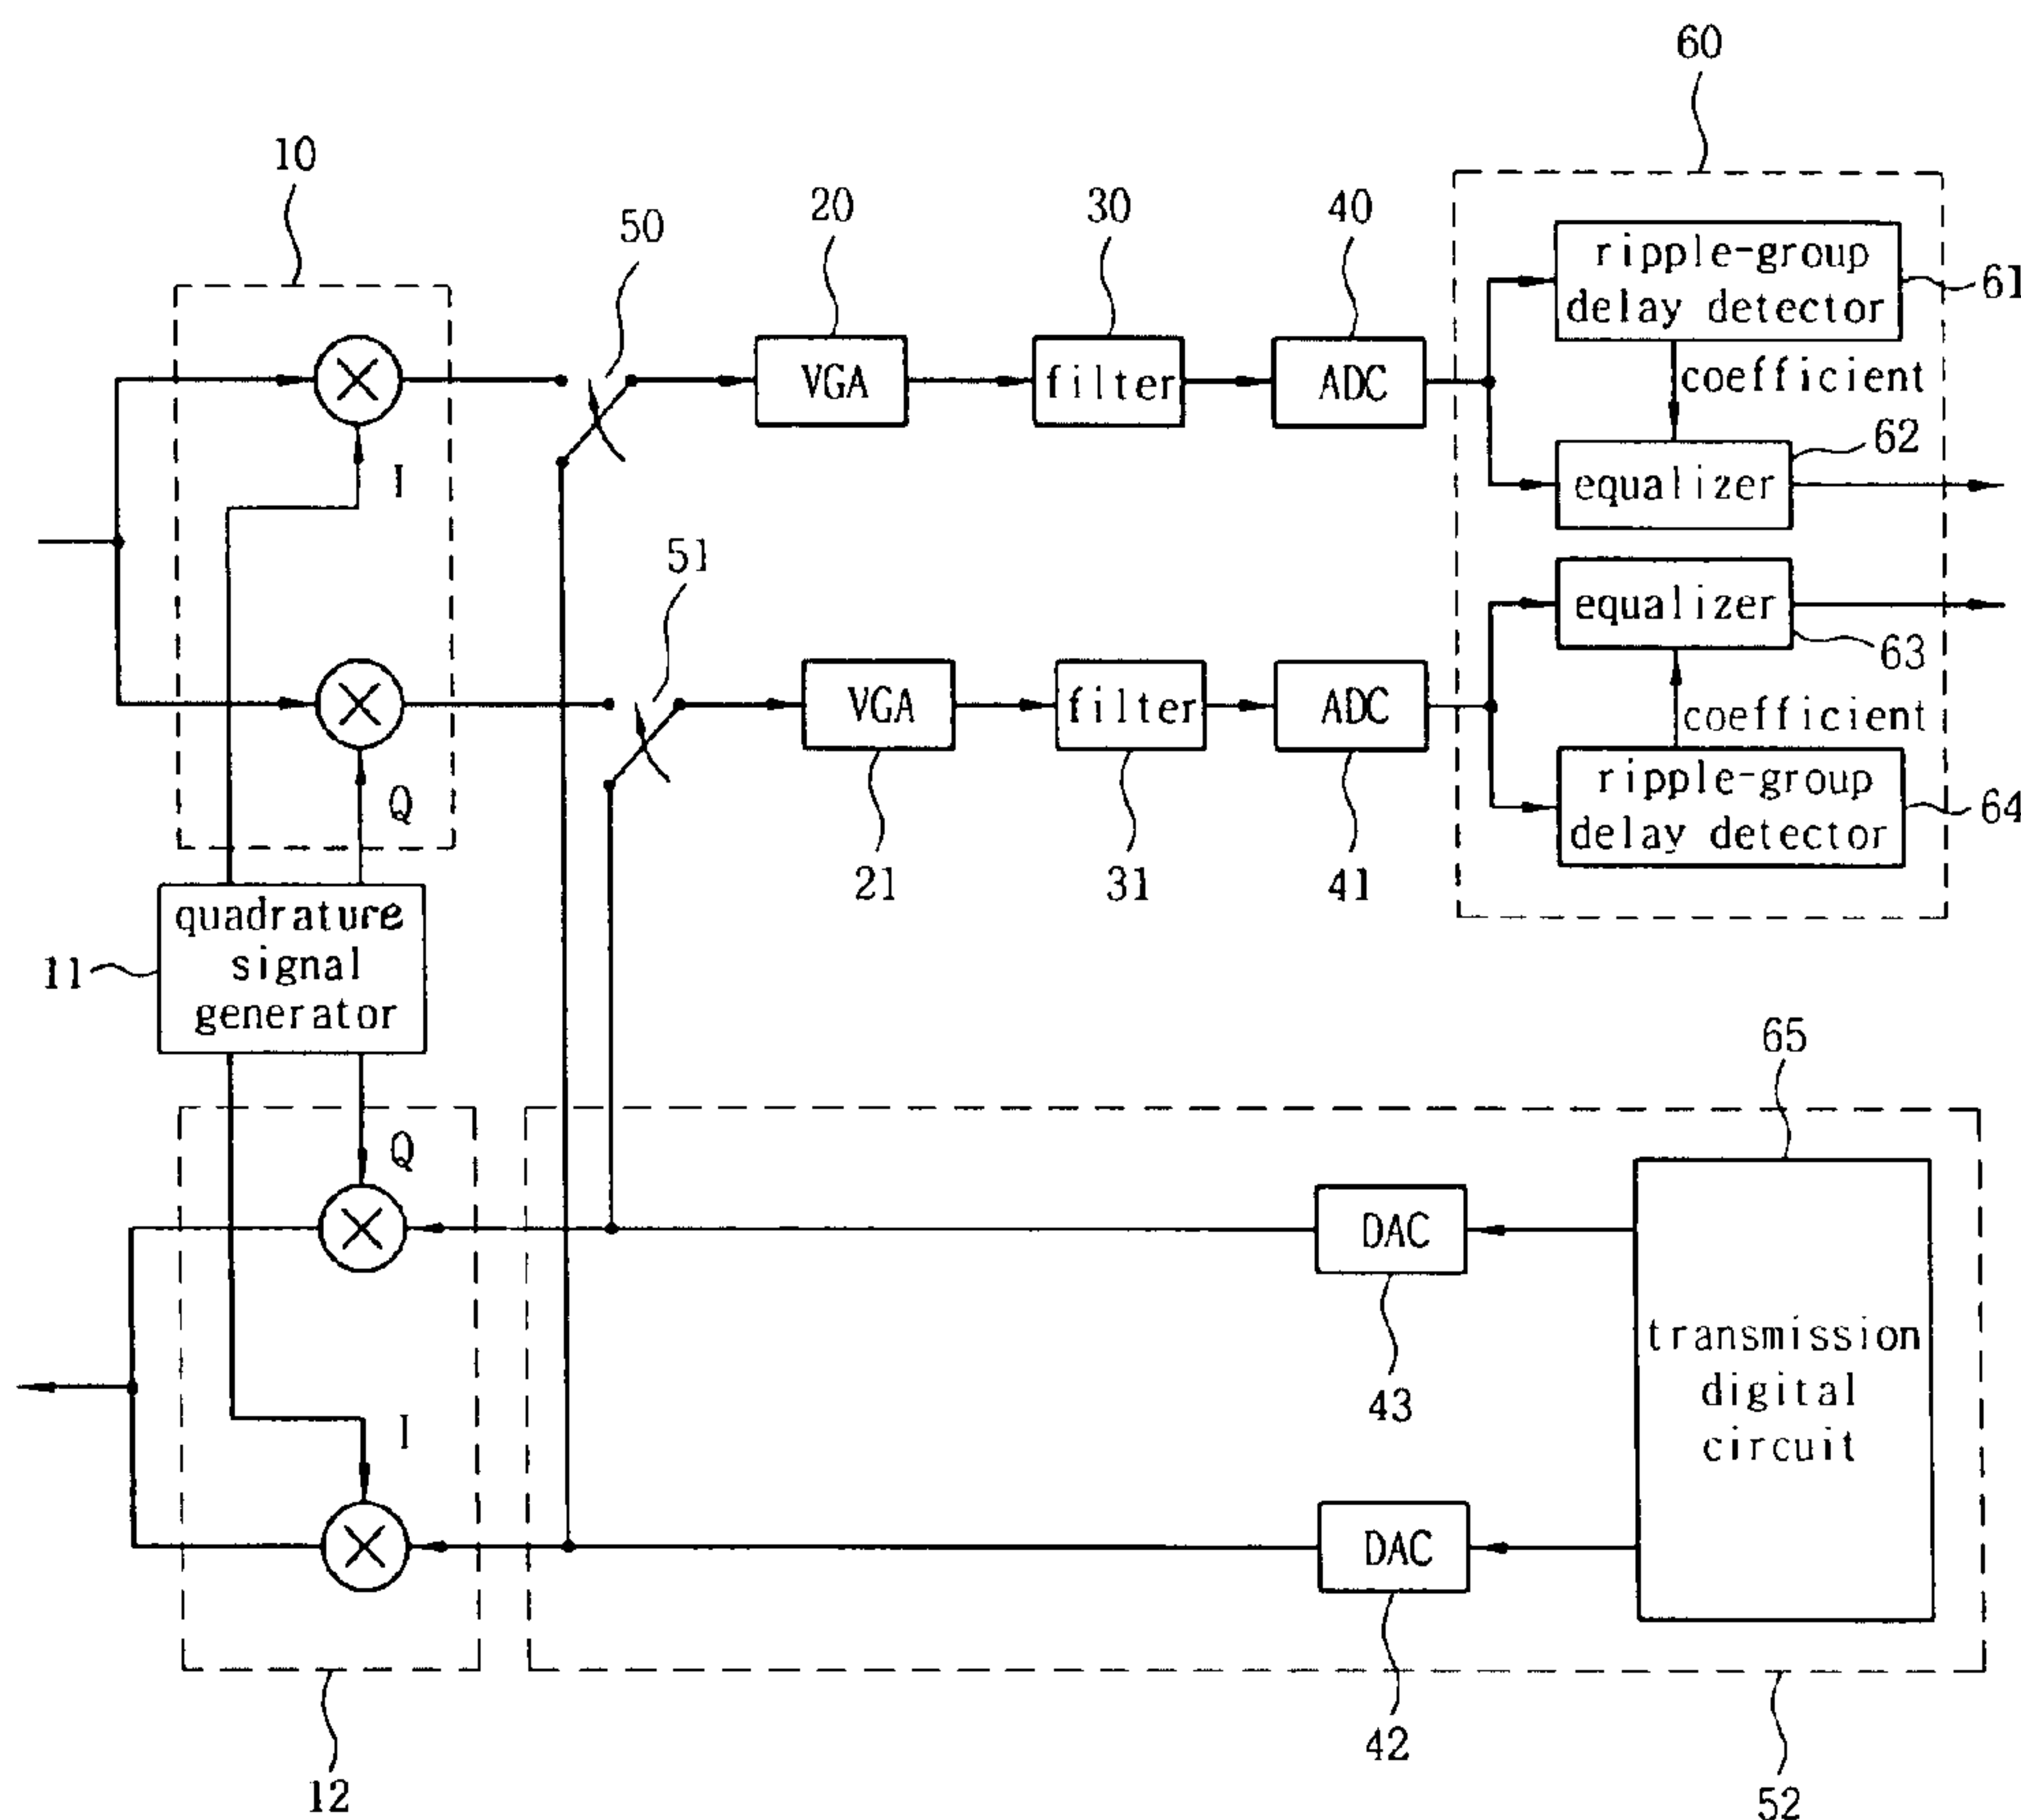 60
10
50
20
30
40
ripple-group
delay detector
61
VGA
filter
ADC
coefficient
62
I
equalizer
51
equalizer
63
VGA
filter
ADC
coefficient
Q
ripple-group
delay detector
64
21
31
41
quadrature
signal
generator
11
65
Q
DAC
transmission
digital
circuit
43
I
DAC
42
12
52